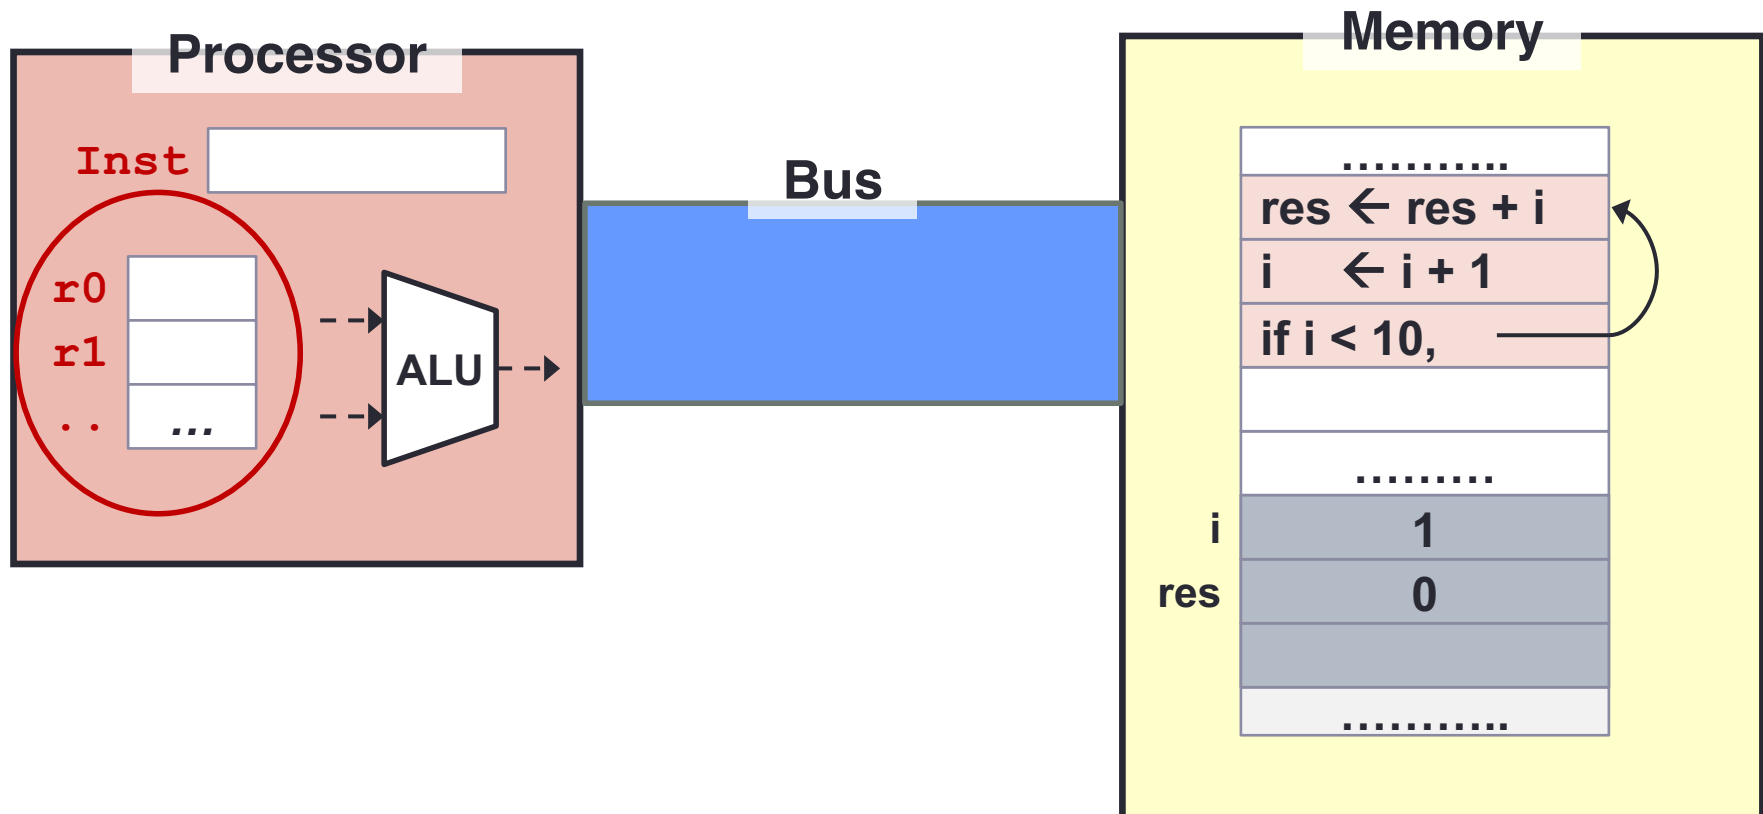 Processor
Inst
r0
r1
..
...
ALU
Bus
Memory
...........
res ← res + i
i ← i + 1
if i < 10,
.........
i 1
res 0
...........